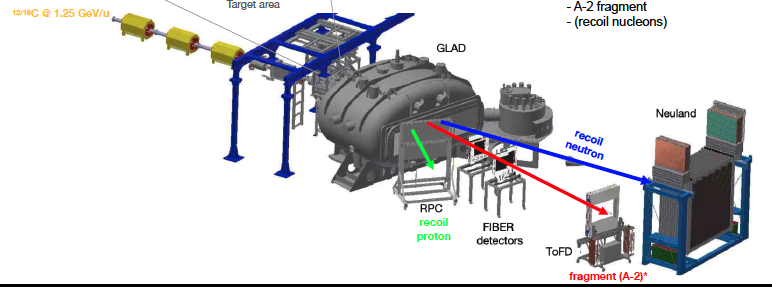 12/16C @ 1.25 GeV/u
Target area
- A-2 fragment
- (recoil nucleons)
GLAD
Neuland
recoil
neutron
RPC
recoil
proton
FIBER
detectors
ToFD
fragment (A-2)*